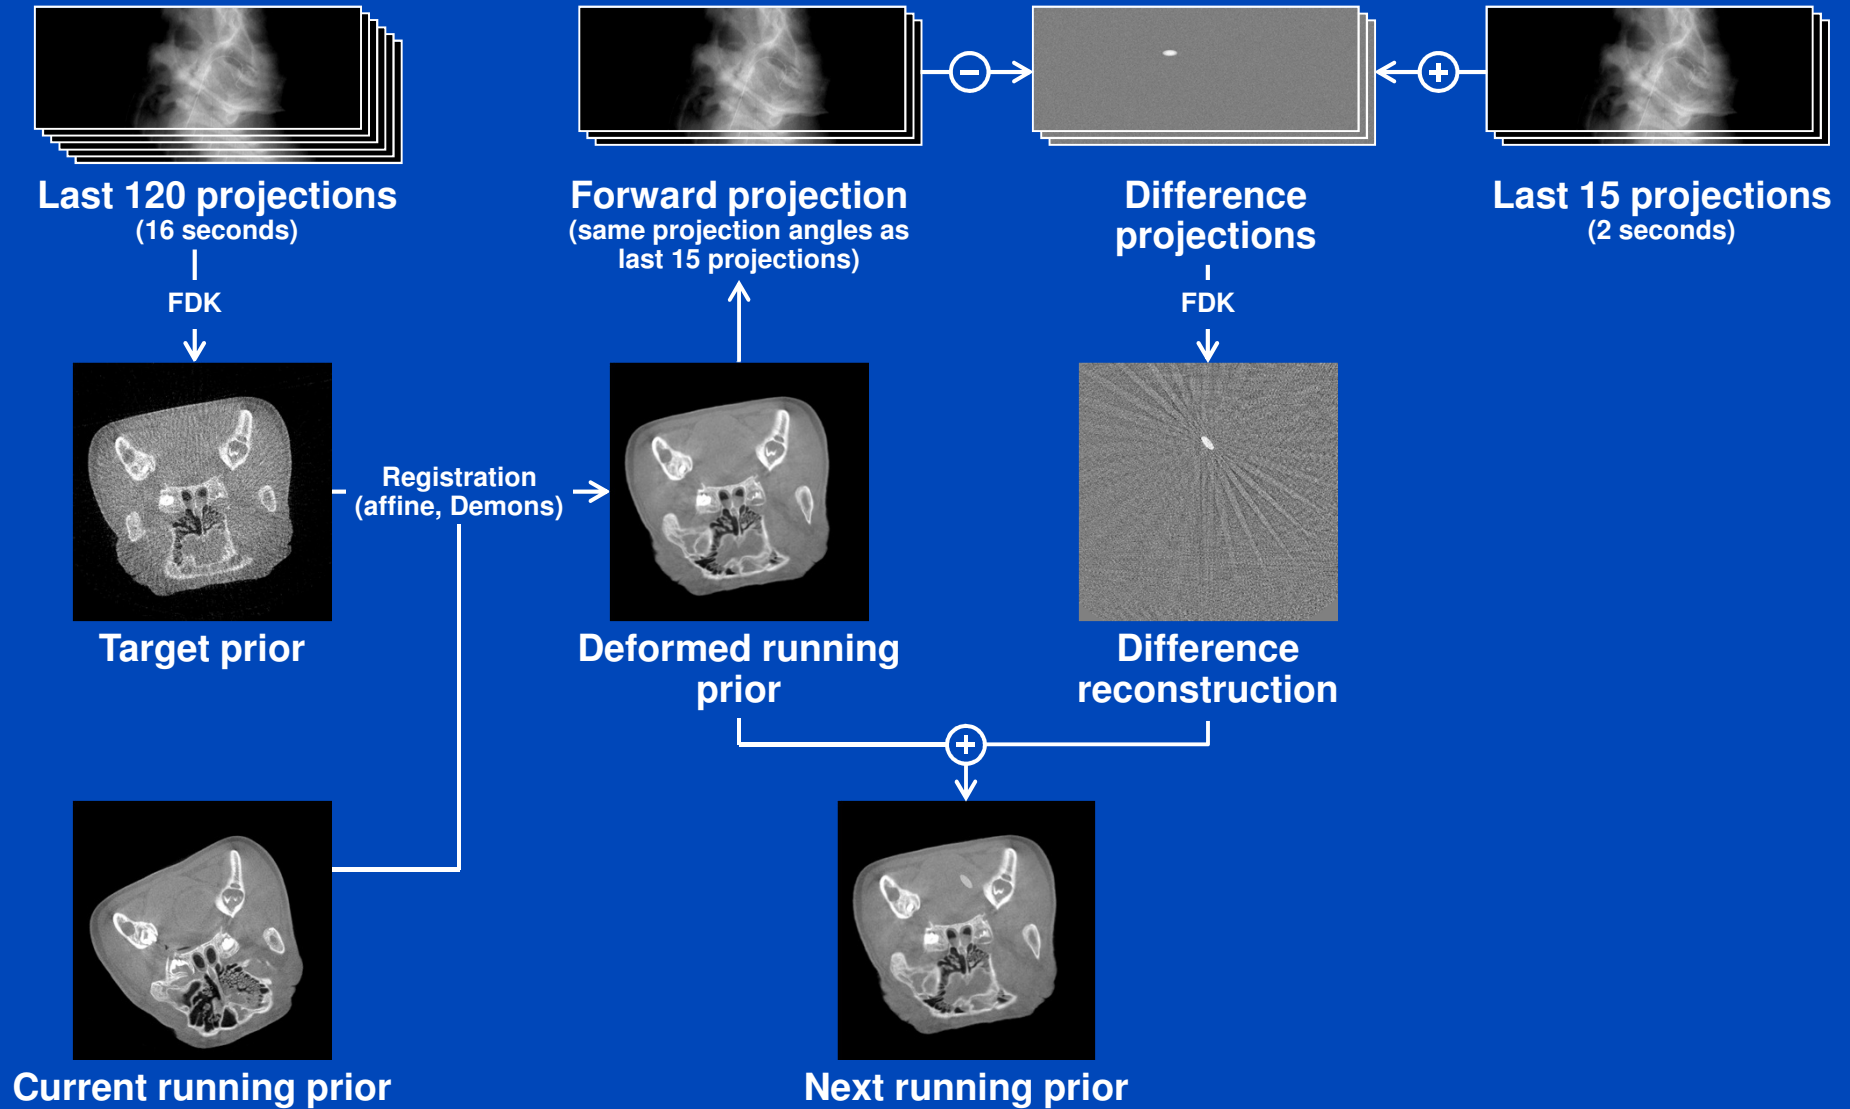 Last 120 projections
(16 seconds)
Forward projection
(same projection angles as
last 15 projections)
Difference
projections
Last 15 projections
(2 seconds)
FDK
FDK
Registration
(affine, Demons)
Target prior
Deformed running
prior
Difference
reconstruction
Current running prior
Next running prior